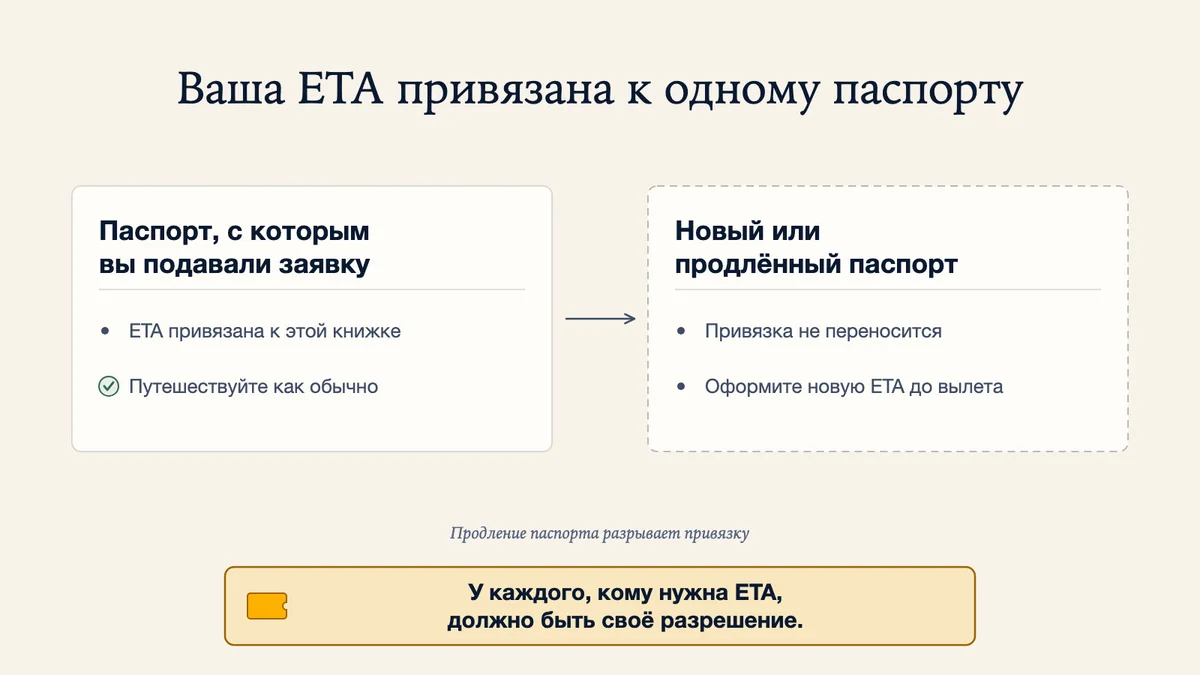 Ваша ETA привязана к одному паспорту
Паспорт, с которым
вы подавали заявку
• ETA привязана к этой книжке
Путешествуйте как обычно
Новый или
продлённый паспорт
• Привязка не переносится
• Оформите новую ETA до вылета
Продление паспорта разрывает привязку
У каждого, кому нужна ETA,
должно быть своё разрешение.